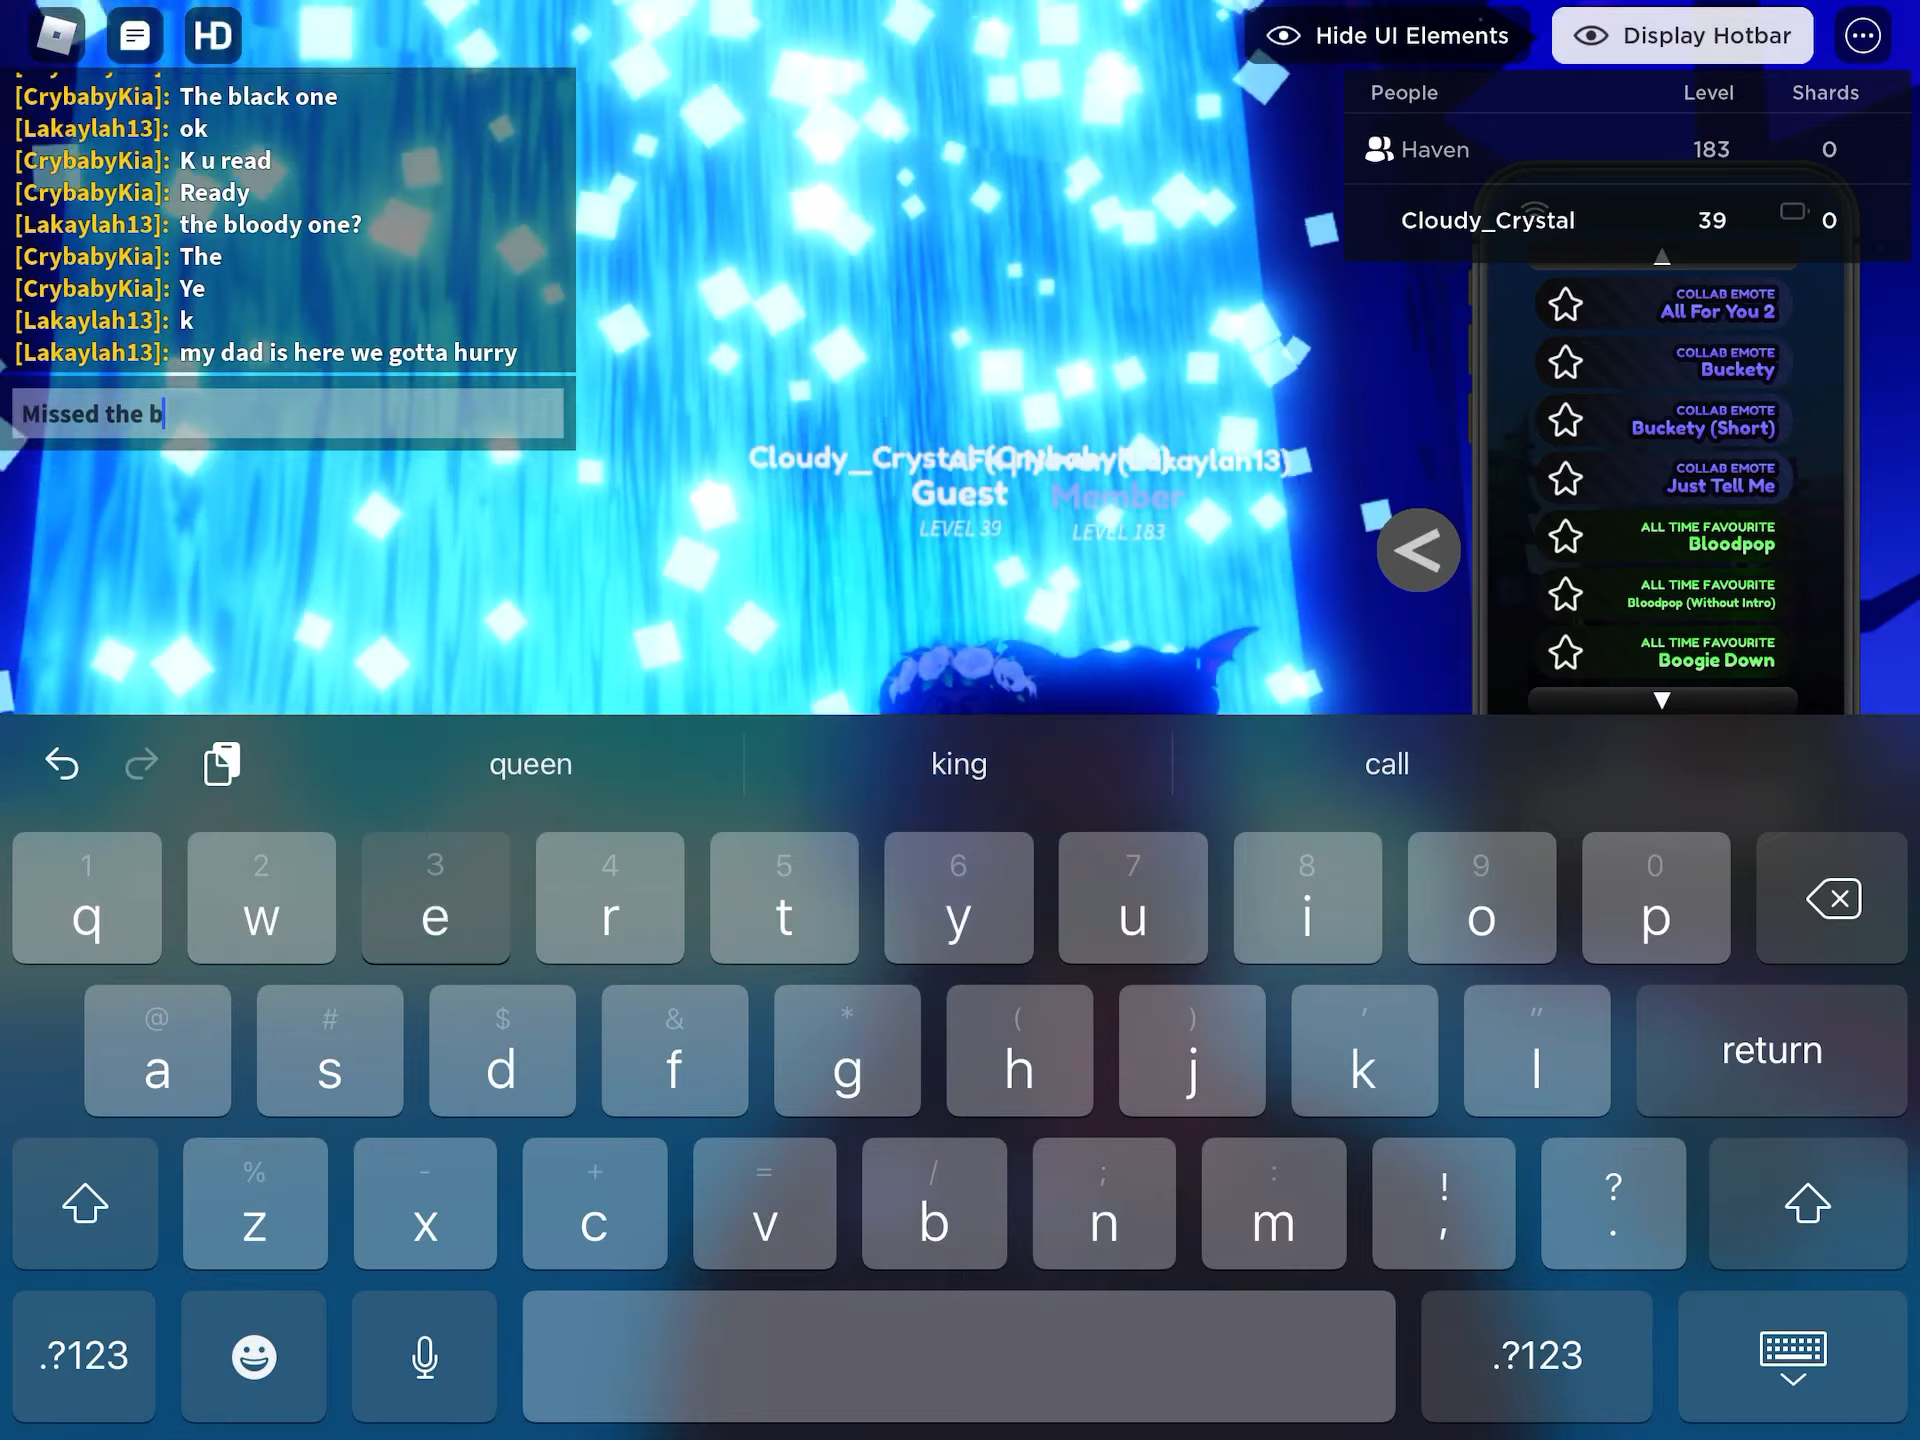 HD
Hide UI Elements
Display Hotbar
[CrybabyKia]: The black one
[Lakaylah13]: ok
[CrybabyKia]: K u read
[CrybabyKia]: Ready
[Lakaylah13]: the bloody one?
[CrybabyKia]: The
[CrybabyKia]: Ye
[Lakaylah13]: k
[Lakaylah13]: my dad is here we gotta hurry
Missed the b
People Level Shards
Haven 183 0
Cloudy_Crystal 39 0
COLLAB EMOTE
All For You 2
COLLAB EMOTE
Buckety
COLLAB EMOTE
Buckety (Short)
COLLAB EMOTE
Just Tell Me
ALL TIME FAVOURITE
Bloodpop
ALL TIME FAVOURITE
Bloodpop (Without Intro)
ALL TIME FAVOURITE
Boogie Down
<
Guest
LEVEL 39
Member
LEVEL 183
queen king call
1 2 3 4 5 6 7 8 9 0
q w e r t y u i o p
@ # $ & * ( ) ' "
a s d f g h j k l return
% - + = / ; : ! ?
z x c v b n m , .
.?123 .?123